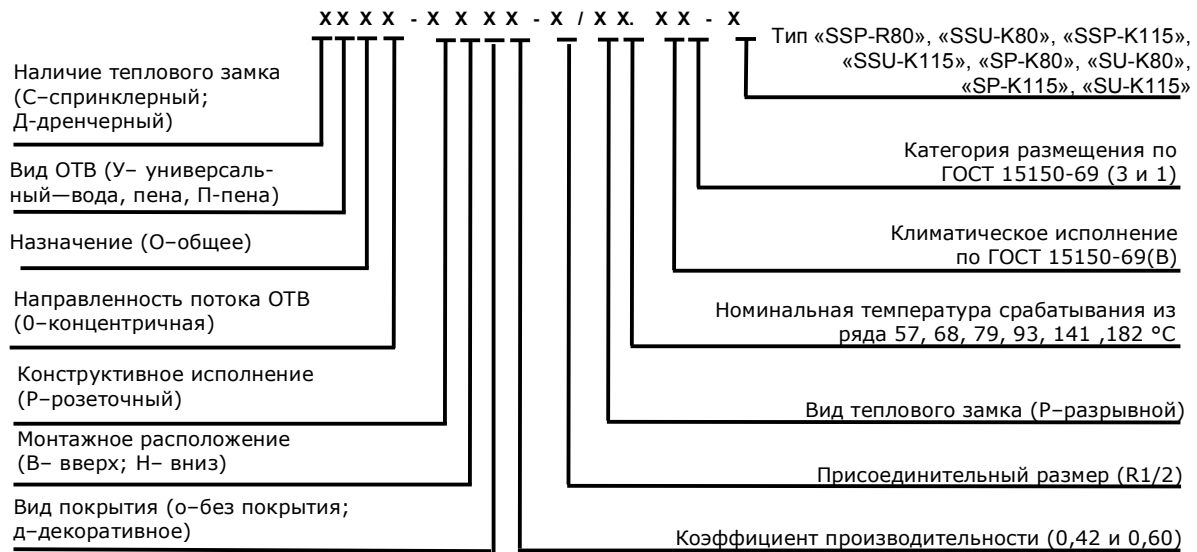 XXXX - XXXX - X / XX. XX - X
Наличие теплового замка
(С–спринклерный;
Д-дренчерный)
Вид ОТВ (У– универсаль-
ный—вода, пена, П-пена)
Назначение (О–общее)
Направленность потока ОТВ
(0–концентричная)
Конструктивное исполнение
(Р–розеточный)
Монтажное расположение
(В– вверх; Н– вниз)
Вид покрытия (о–без покрытия;
д–декоративное)
Тип «SSP-R80», «SSU-K80», «SSP-K115»,
«SSU-K115», «SP-K80», «SU-K80»,
«SP-K115», «SU-K115»
Категория размещения по
ГОСТ 15150-69 (3 и 1)
Климатическое исполнение
по ГОСТ 15150-69(В)
Номинальная температура срабатывания из
ряда 57, 68, 79, 93, 141 ,182 °С
Вид теплового замка (Р–разрывной)
Присоединительный размер (R1/2)
Коэффициент производительности (0,42 и 0,60)